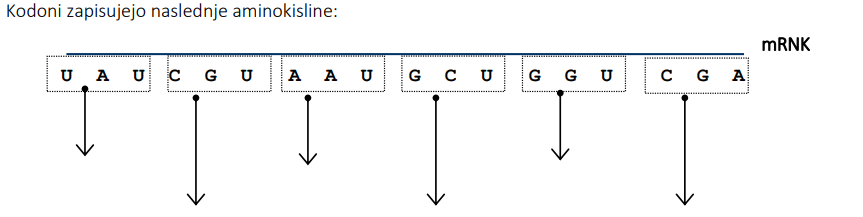 Kodoni zapisujejo naslednje aminokisline:
mRNK
U A U C G U A A U G C U G G U C G A